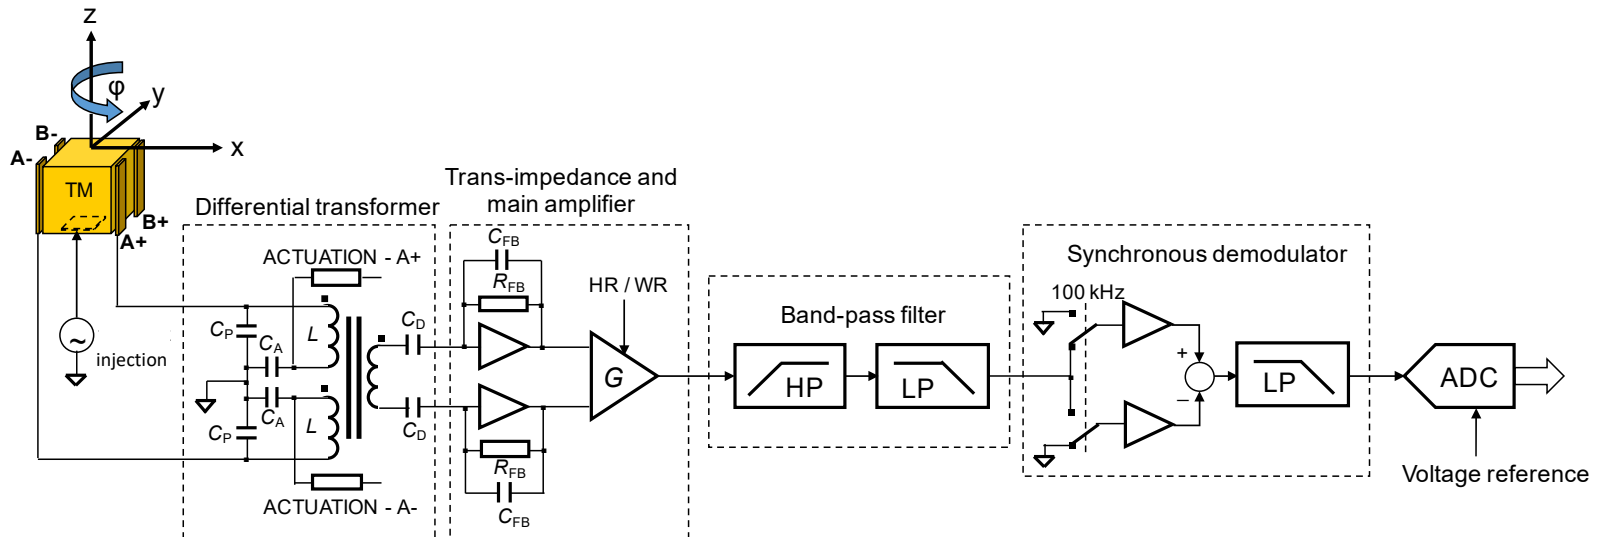 z
φ
y
x
B-
A-
TM
B+
A+
~
injection
Differential transformer
ACTUATION - A+
CP
CA
L
CA
CP
L
ACTUATION - A-
CD
CD
Trans-impedance and
main amplifier
CFB
RFB
RFB
CFB
HR / WR
G
Band-pass filter
HP
LP
Synchronous demodulator
100 kHz
+
–
LP
ADC
Voltage reference